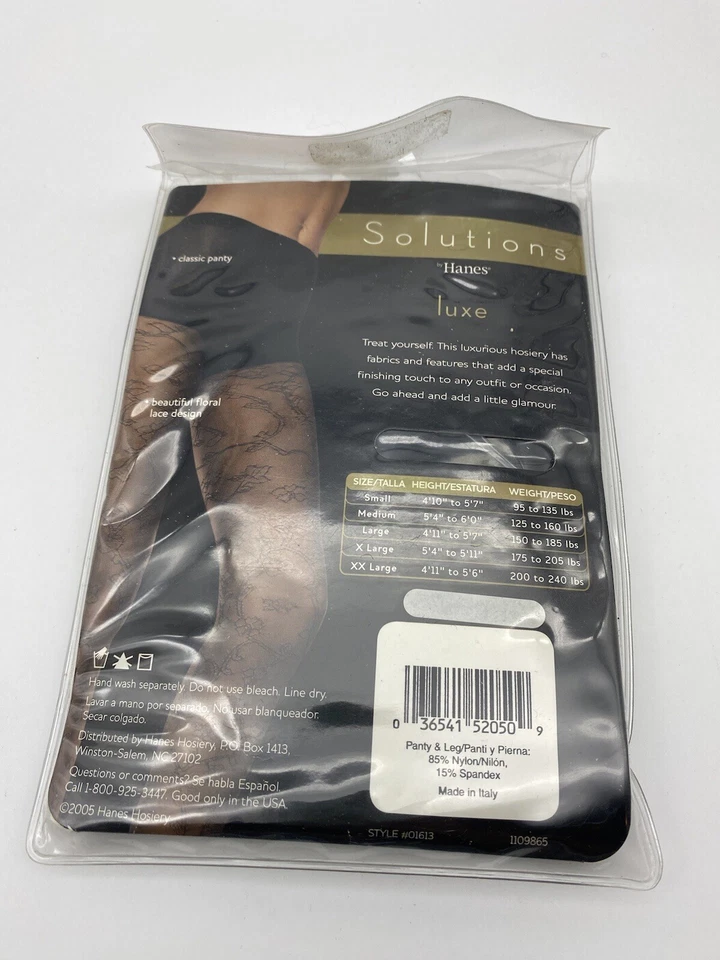 Solutions
by Hanes®
luxe
• classic panty
Treat yourself. This luxurious hosiery has
fabrics and features that add a special
finishing touch to any outfit or occasion.
Go ahead and add a little glamour.
• beautiful floral
lace design
SIZE/TALLA HEIGHT/ESTATURA WEIGHT/PESO
Small 4'10" to 5'7" 95 to 135 lbs
Medium 5'4" to 6'0" 125 to 160 lbs
Large 4'11" to 5'7" 150 to 185 lbs
X Large 5'4" to 5'11" 175 to 205 lbs
XX Large 4'11" to 5'6" 200 to 240 lbs
Hand wash separately. Do not use bleach. Line dry.
Lavar a mano por separado. No usar blanqueador.
Secar colgado.
Distributed by Hanes Hosiery, P.O. Box 1413,
Winston-Salem, NC 27102
Questions or comments? Se habla Español.
Call 1-800-925-3447. Good only in the USA.
©2005 Hanes Hosiery
0 36541 52050 9
Panty & Leg/Panti y Pierna:
85% Nylon/Nilón,
15% Spandex
Made in Italy
STYLE #01613
1109865